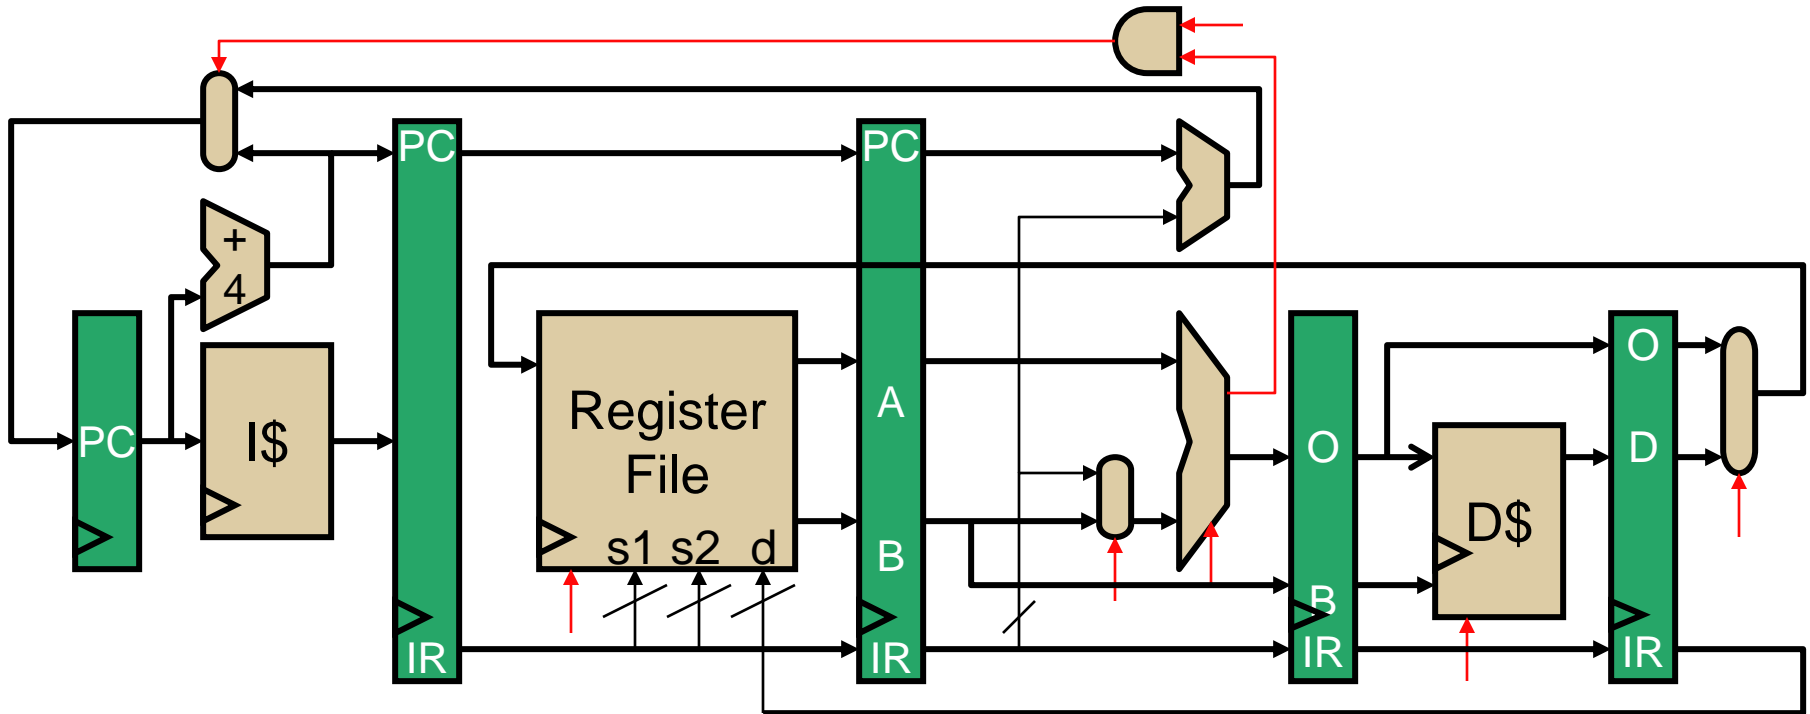 PC
PC
+
4
O
A
Register
File
PC
I$
O
D
D$
s1 s2 d
B
B
IR
IR
IR
IR